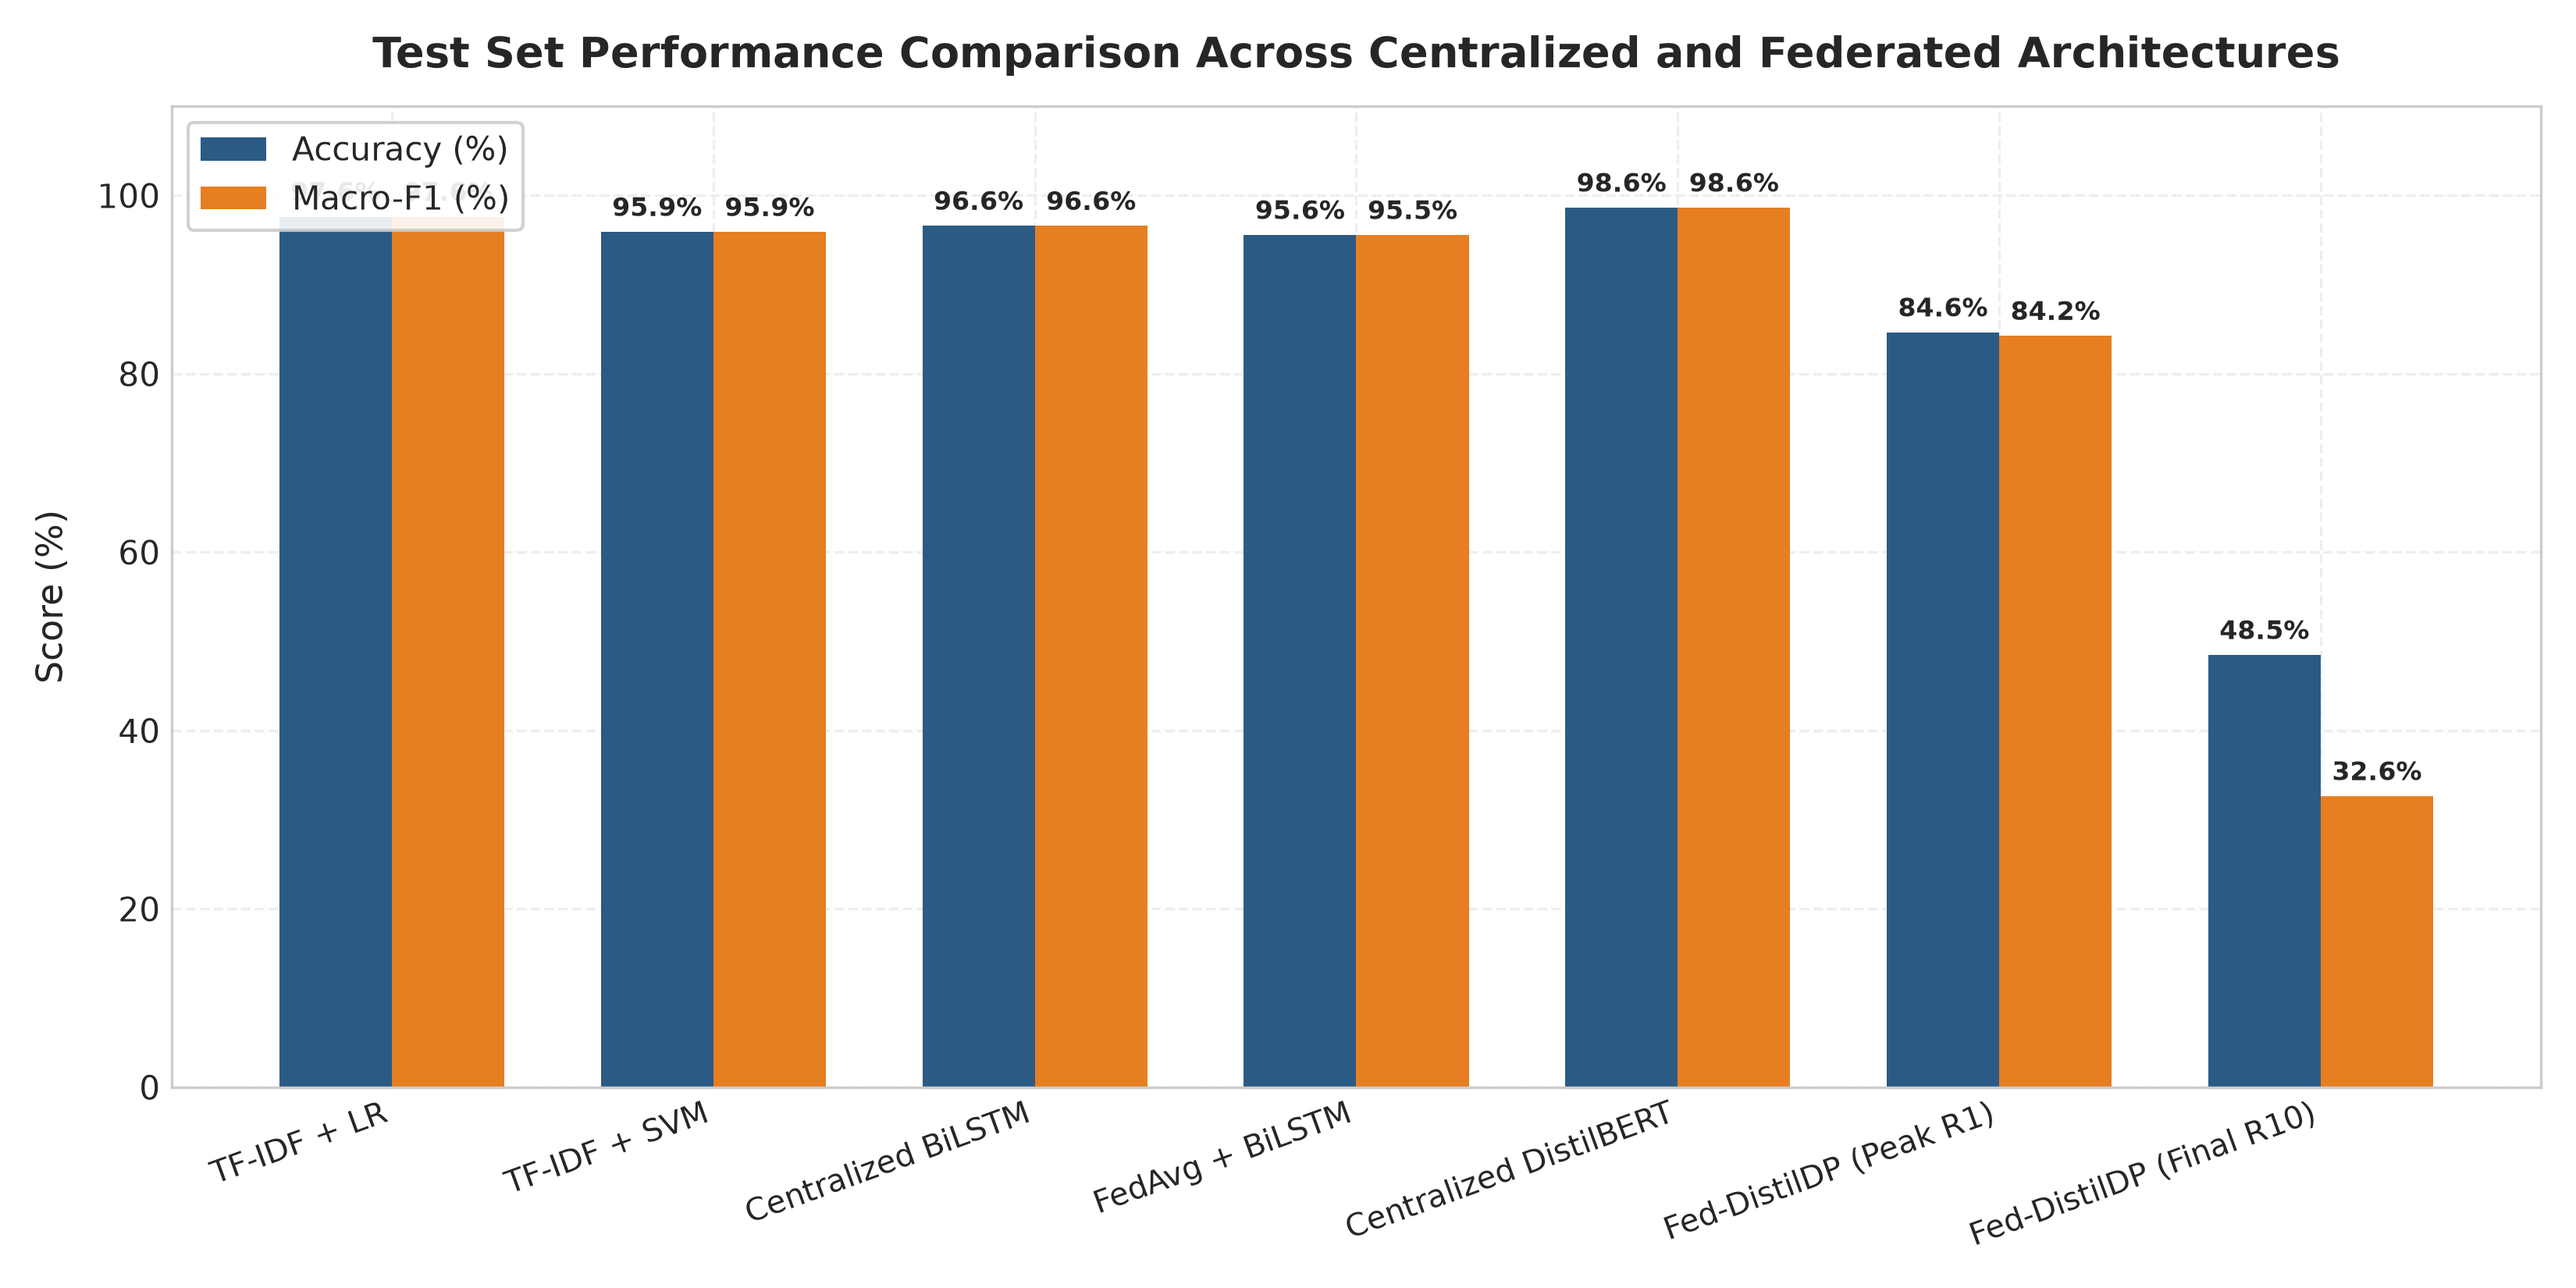 Test Set Performance Comparison Across Centralized and Federated Architectures
Accuracy (%)
Macro-F1 (%)
Score (%)
100
80
60
40
20
0
95.9% 95.9%
96.6% 96.6%
95.6% 95.5%
98.6% 98.6%
84.6% 84.2%
48.5%
32.6%
TF-IDF + LR
TF-IDF + SVM
Centralized BiLSTM
FedAvg + BiLSTM
Centralized DistilBERT
Fed-DistilDP (Peak R1)
Fed-DistilDP (Final R10)